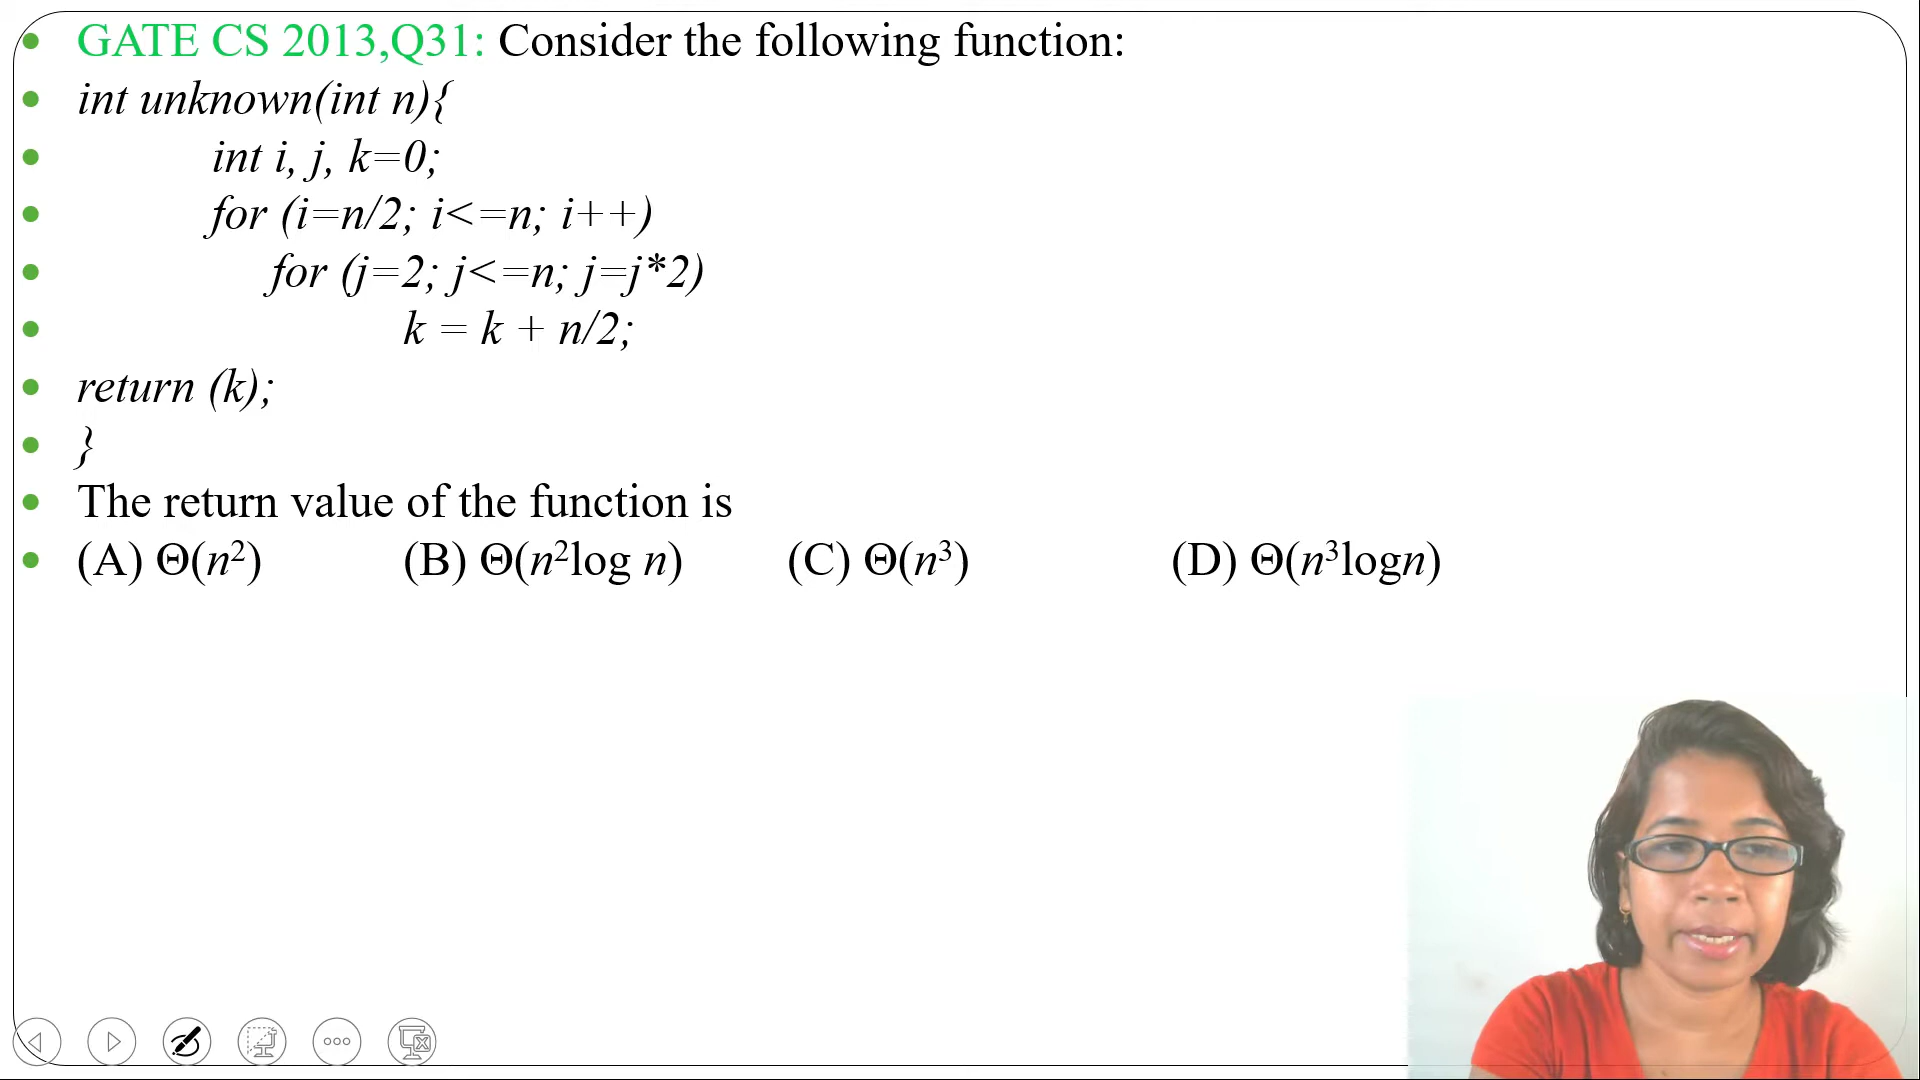 GATE CS 2013,Q31: Consider the following function:
int unknown(int n){
int i, j, k=0;
for (i=n/2; i<=n; i++)
for (j=2; j<=n; j=j*2)
k = k + n/2;
return (k);
}
The return value of the function is
(A) Θ(n²) (B) Θ(n²log n) (C) Θ(n³) (D) Θ(n³logn)